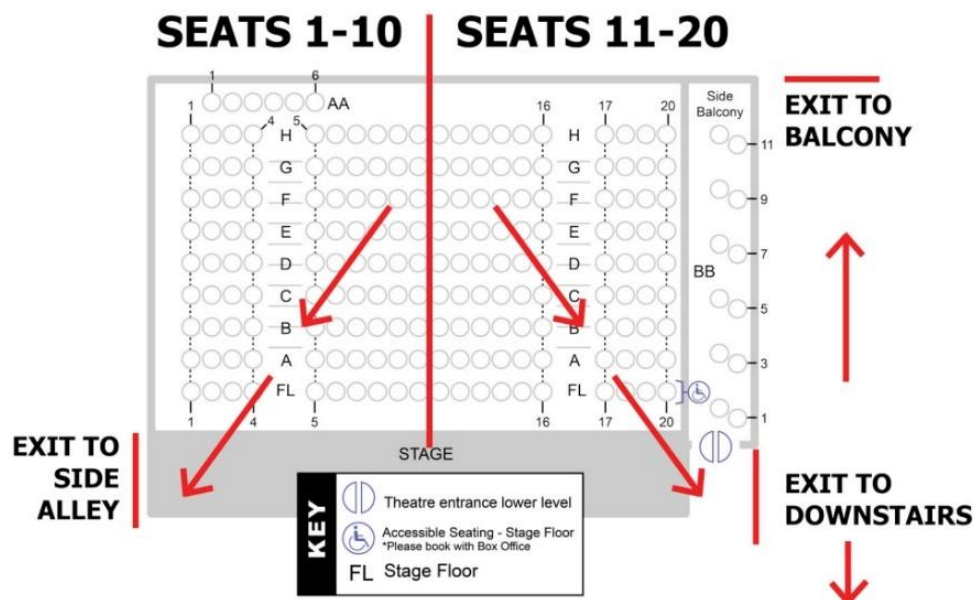 SEATS 1-10 SEATS 11-20
1 6
AA
1 4 5 16 17 20
H H
G G
F F
E E
D D
C C
B B
A A
FL FL
1 4 5 16 17 20
Side
Balcony
11
9
7
BB
5
3
1
EXIT TO
BALCONY
EXIT TO
SIDE
ALLEY
STAGE
EXIT TO
DOWNSTAIRS
KEY
Theatre entrance lower level
Accessible Seating - Stage Floor
*Please book with Box Office
FL Stage Floor